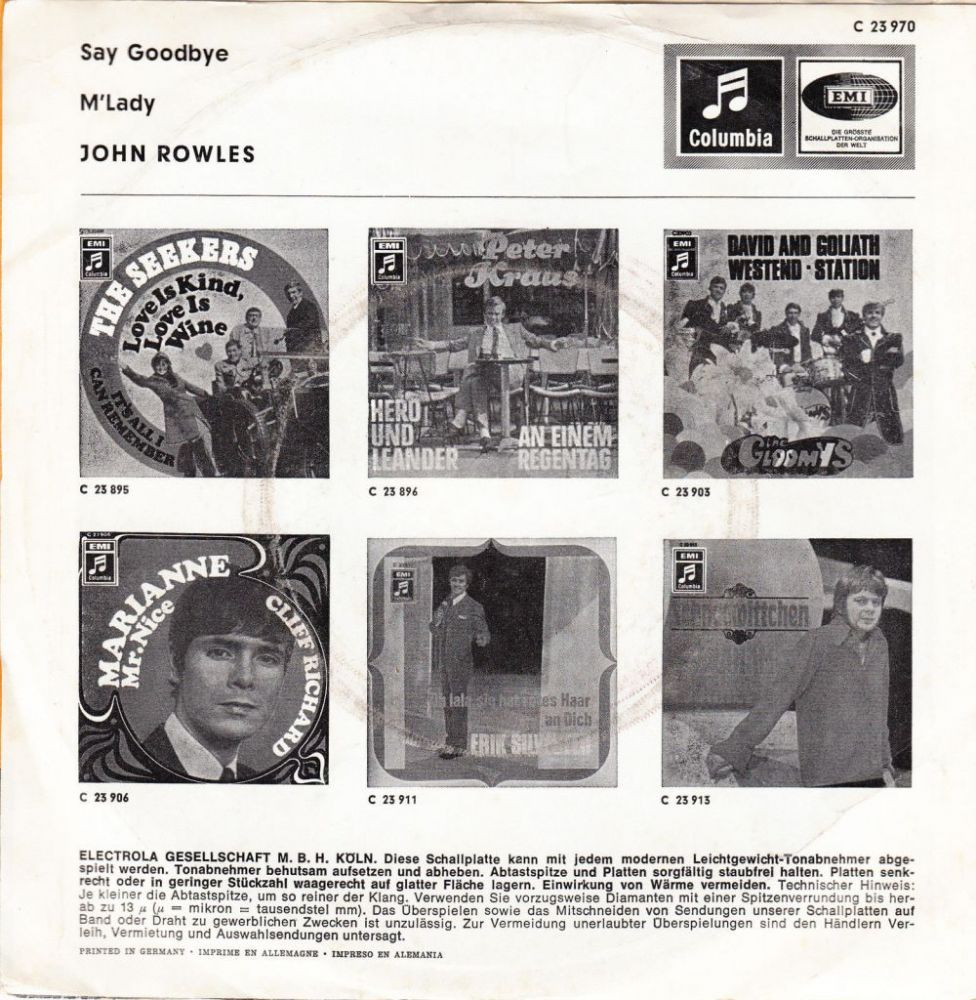 C 23 970
Say Goodbye
M'Lady
JOHN ROWLES
Columbia
EMI
DIE GRÖSSTE
SCHALLPLATTEN-ORGANISATION
DER WELT
EMI
Columbia
THE SEEKERS
Love Is Kind,
Love Is
Wine
IT'S ALL I
CAN REMEMBER
C 23 895
EMI
Columbia
Peter
Kraus
HERO
UND
LEANDER
AN EINEM
REGENTAG
C 23 896
EMI
Columbia
DAVID AND GOLIATH
WESTEND · STATION
The
GLOOMYS
C 23 903
C 23 906
EMI
Columbia
MARIANNE
Mr. Nice
CLIFF RICHARD
C 23 906
EMI
Columbia
Haar
an Dich
ERIK
C 23 911
EMI
Columbia
C 23 913
ELECTROLA GESELLSCHAFT M. B. H. KÖLN. Diese Schallplatte kann mit jedem modernen Leichtgewicht-Tonabnehmer abge-
spielt werden. Tonabnehmer behutsam aufsetzen und abheben. Abtastspitze und Platten sorgfältig staubfrei halten. Platten senk-
recht oder in geringer Stückzahl waagerecht auf glatter Fläche lagern. Einwirkung von Wärme vermeiden. Technischer Hinweis:
Je kleiner die Abtastspitze, um so reiner der Klang. Verwenden Sie vorzugsweise Diamanten mit einer Spitzenverrundung bis her-
ab zu 13 μ (μ = mikron = tausendstel mm). Das Überspielen sowie das Mitschneiden von Sendungen unserer Schallplatten auf
Band oder Draht zu gewerblichen Zwecken ist unzulässig. Zur Vermeidung unerlaubter Überspielungen sind den Händlern Ver-
leih, Vermietung und Auswahlsendungen untersagt.
PRINTED IN GERMANY · IMPRIME EN ALLEMAGNE · IMPRESO EN ALEMANIA